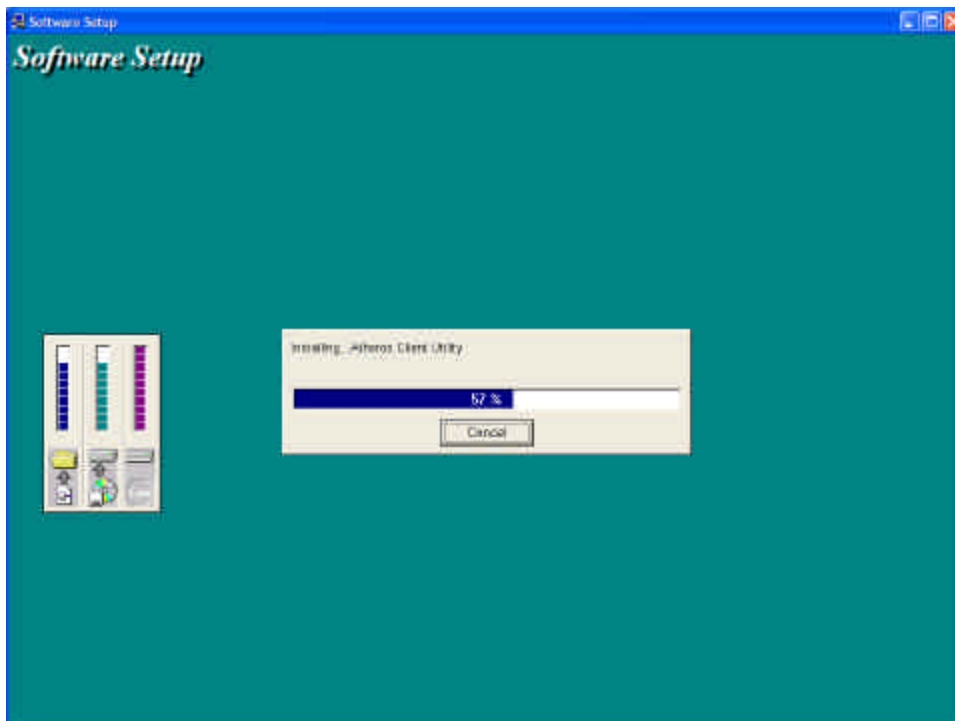 Software Setup
Software Setup
Installing...Atheros Client Utility
57 %
Cancel